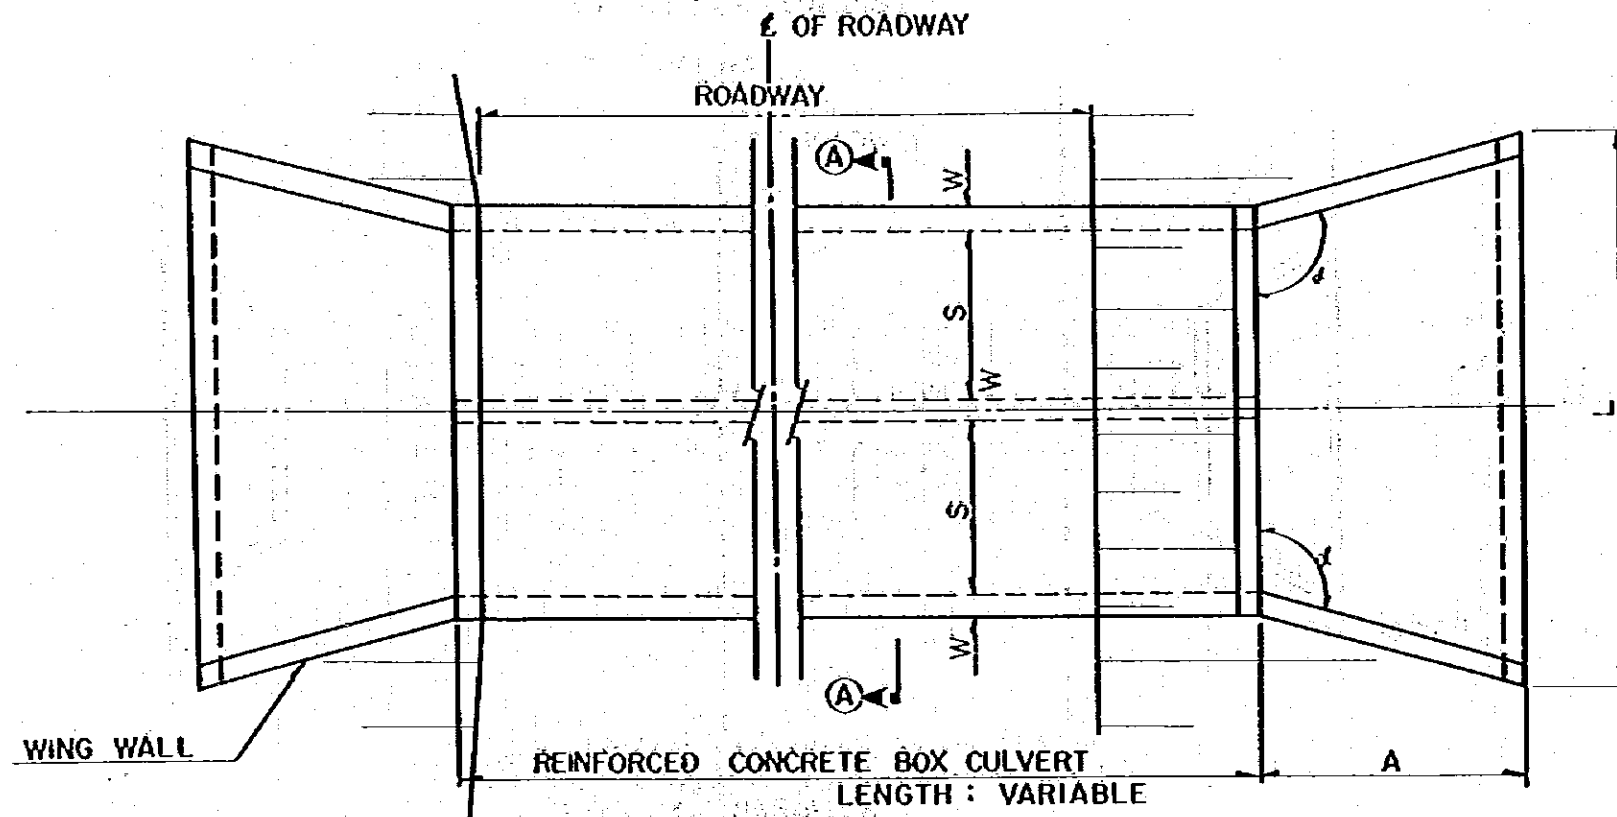 ℄ OF ROADWAY
ROADWAY
A
W
α
S
W
L
S
α
W
A
WING WALL
REINFORCED CONCRETE BOX CULVERT
A
LENGTH : VARIABLE